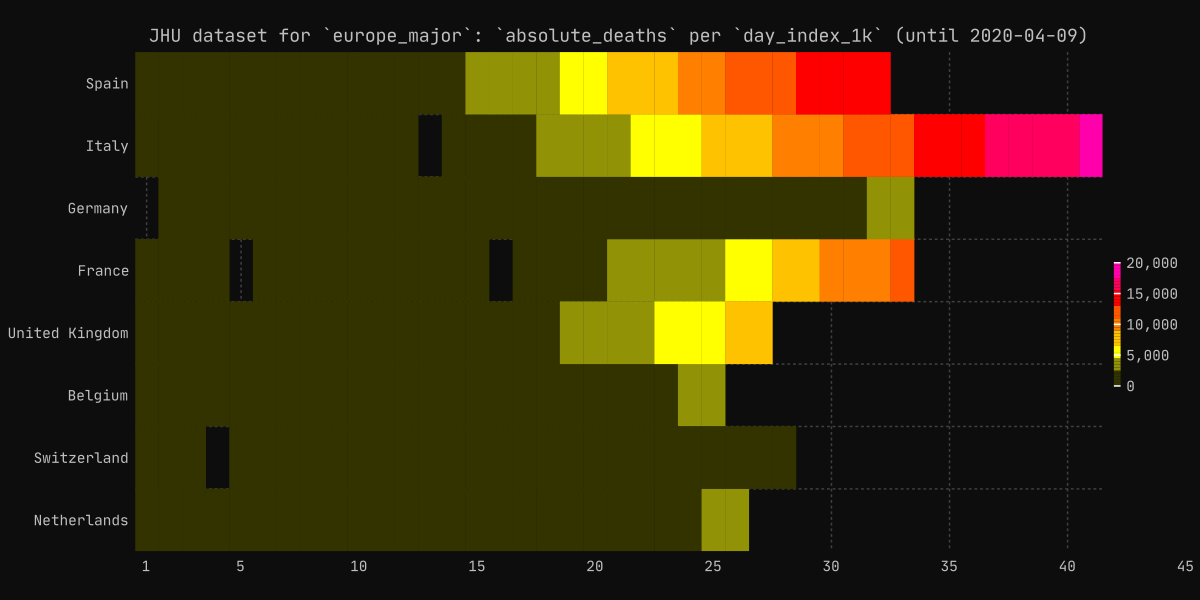 JHU dataset for `europe_major`: `absolute_deaths` per `day_index_1k` (until 2020-04-09)
Spain
Italy
Germany
France
United Kingdom
Belgium
Switzerland
Netherlands
20,000
15,000
10,000
5,000
0
1 5 10 15 20 25 30 35 40 45